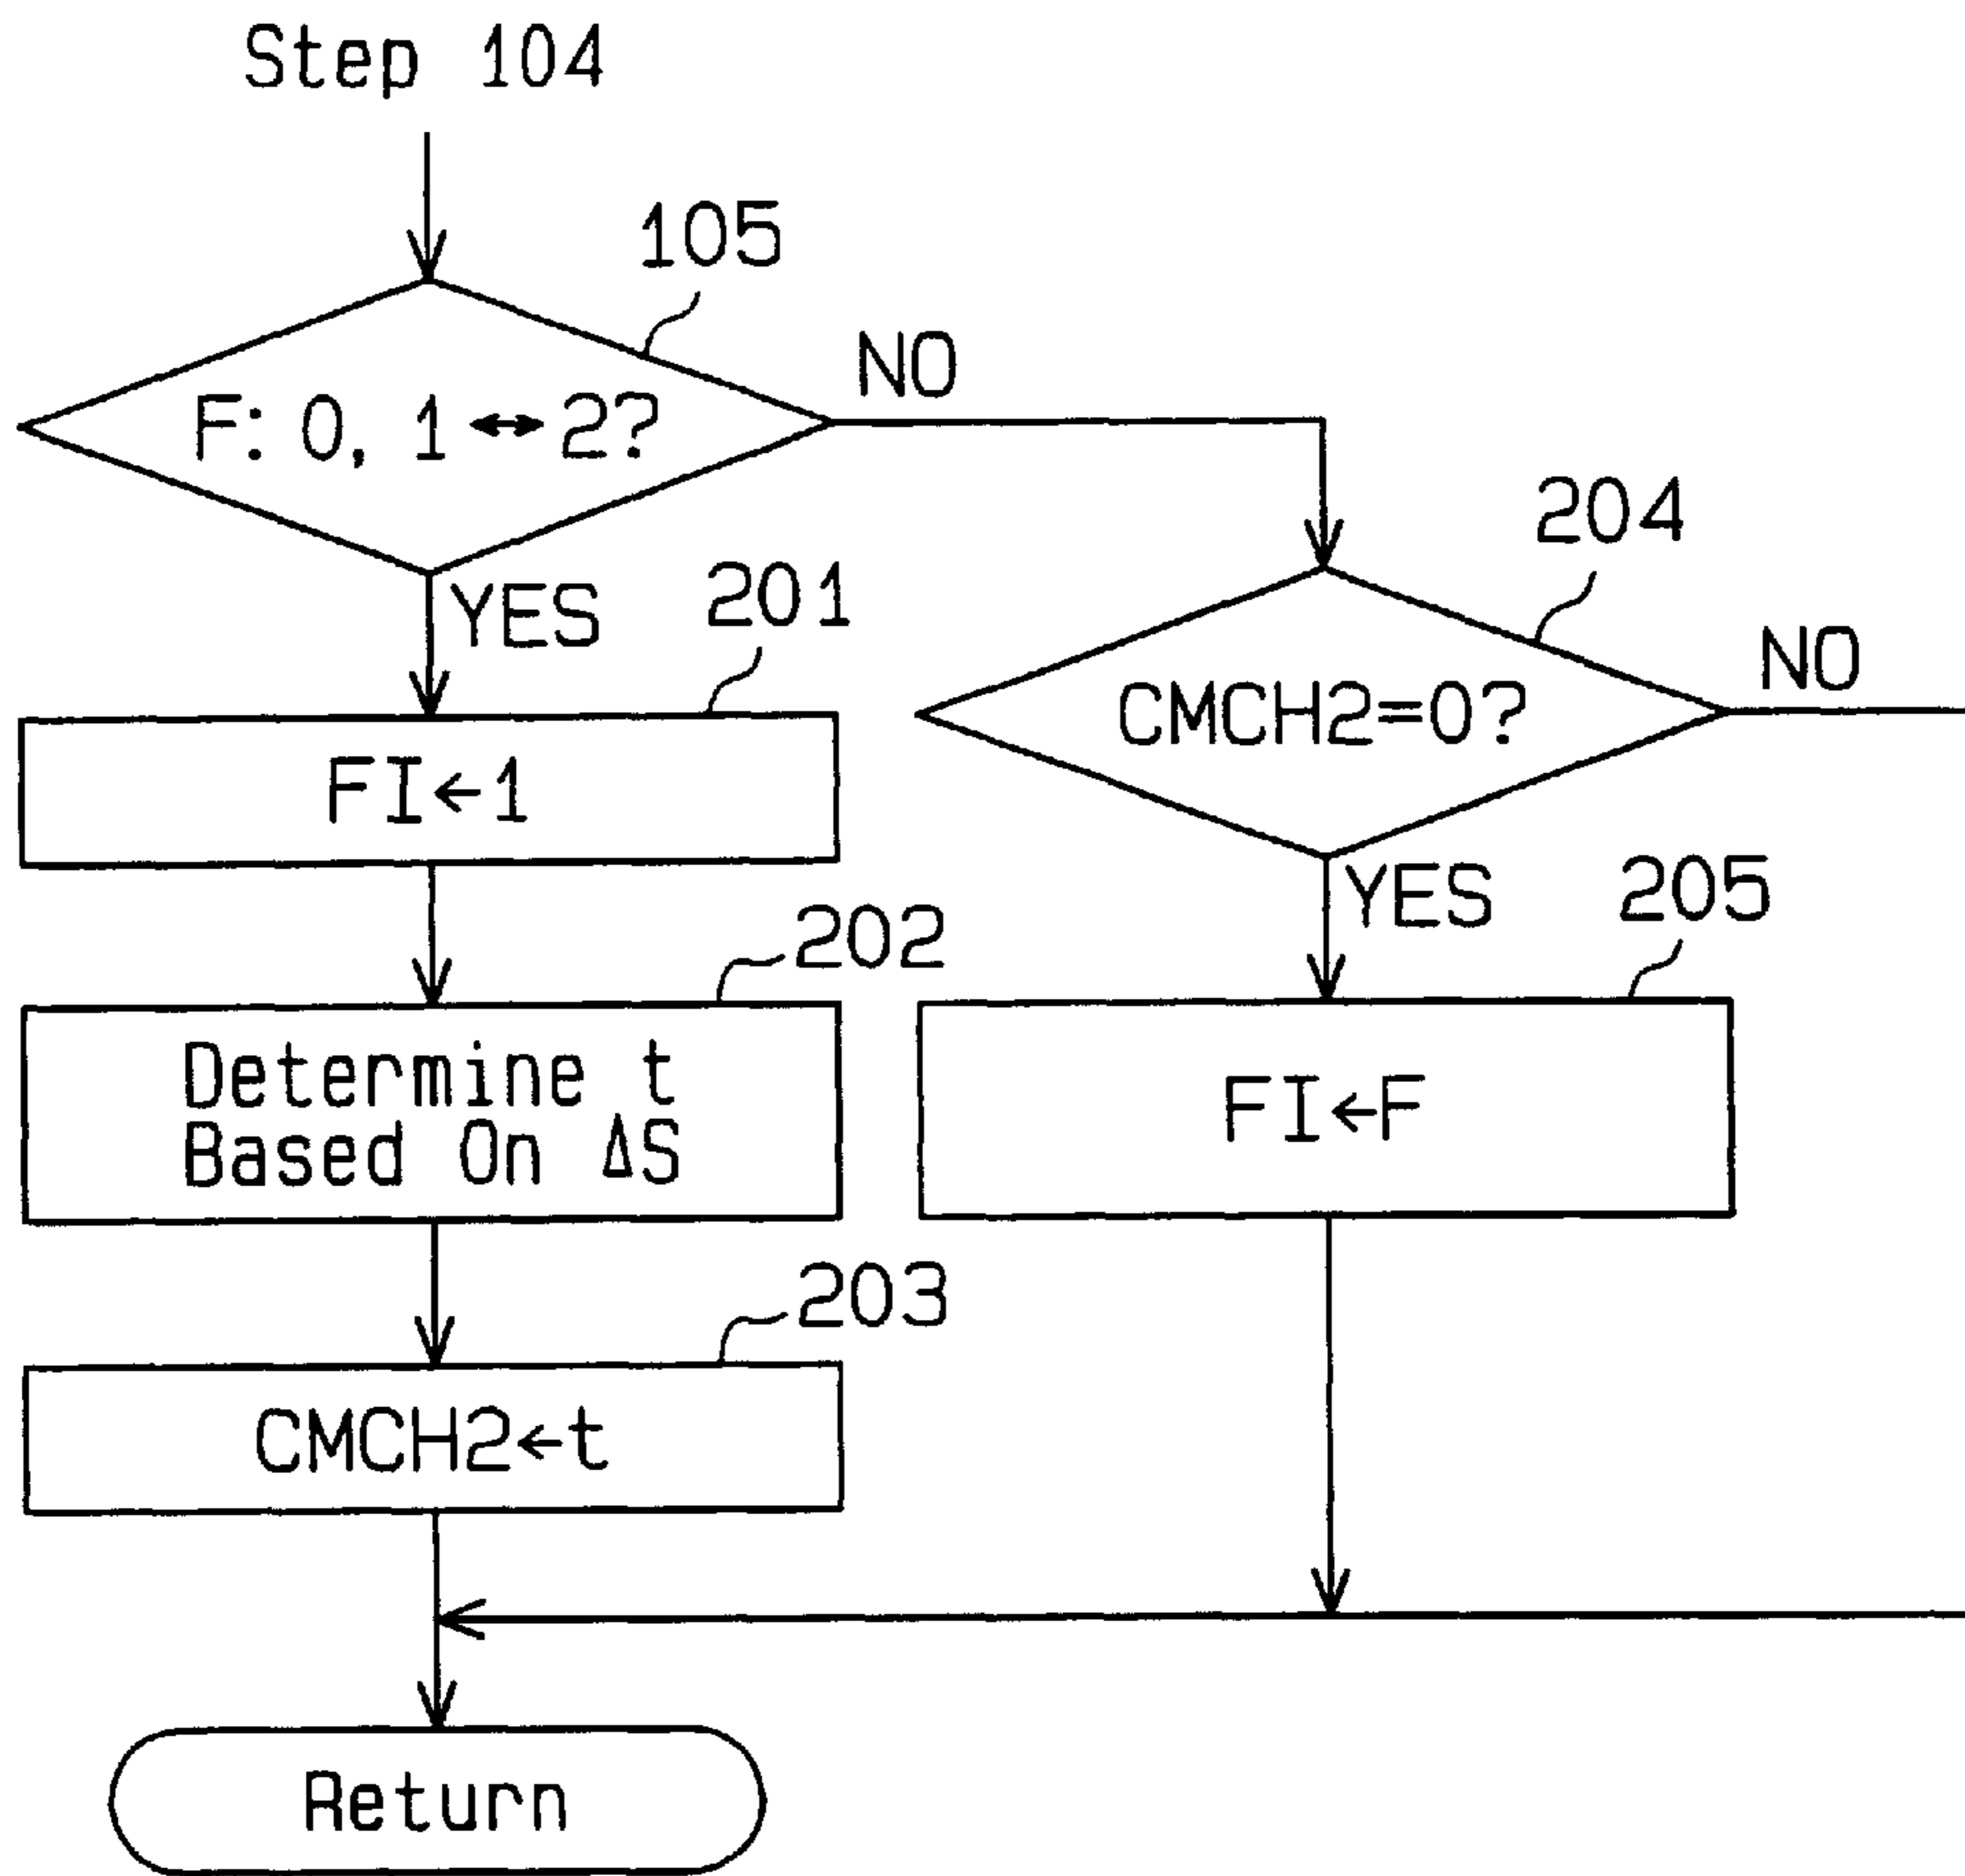 Step 104
105
F: 0, 1 ↔ 2?
NO
YES
201
FI←1
204
CMCH2=0?
NO
YES
202
Determine t
Based On ΔS
205
FI←F
203
CMCH2←t
Return